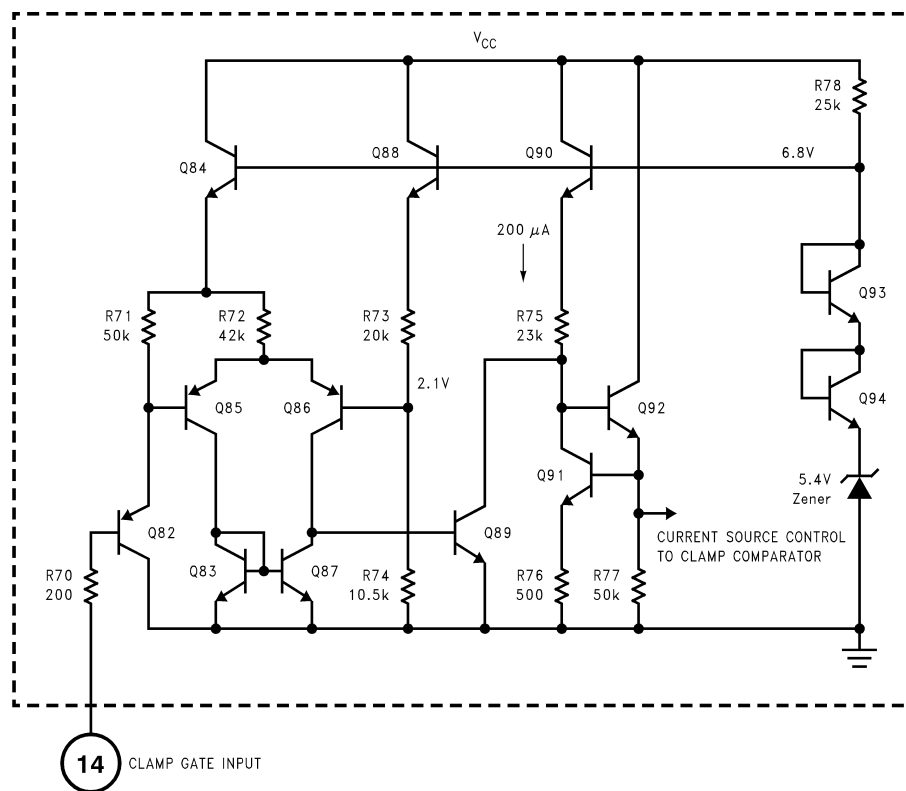 V_CC
R78
25k
Q84
Q88
Q90
6.8V
200 μA
Q93
R71
50k
R72
42k
R73
20k
R75
23k
2.1V
Q85
Q86
Q92
Q94
Q91
5.4V
Zener
Q82
Q89
CURRENT SOURCE CONTROL
TO CLAMP COMPARATOR
R70
200
Q83
Q87
R74
10.5k
R76
500
R77
50k
14
CLAMP GATE INPUT